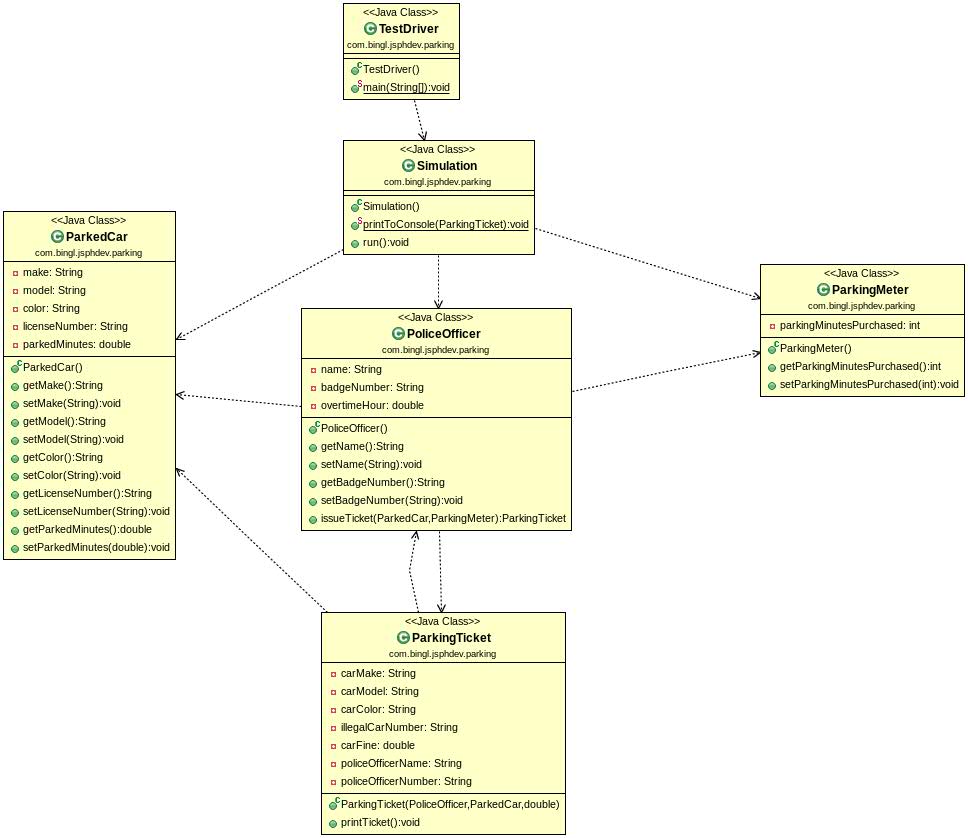 <<Java Class>>
TestDriver
com.bingl.jsphdev.parking
TestDriver()
main(String[]):void
<<Java Class>>
Simulation
com.bingl.jsphdev.parking
Simulation()
printToConsole(ParkingTicket):void
run():void
<<Java Class>>
ParkedCar
com.bingl.jsphdev.parking
make: String
model: String
color: String
licenseNumber: String
parkedMinutes: double
ParkedCar()
getMake():String
setMake(String):void
getModel():String
setModel(String):void
getColor():String
setColor(String):void
getLicenseNumber():String
setLicenseNumber(String):void
getParkedMinutes():double
setParkedMinutes(double):void
<<Java Class>>
ParkingMeter
com.bingl.jsphdev.parking
parkingMinutesPurchased: int
ParkingMeter()
getParkingMinutesPurchased():int
setParkingMinutesPurchased(int):void
<<Java Class>>
PoliceOfficer
com.bingl.jsphdev.parking
name: String
badgeNumber: String
overtimeHour: double
PoliceOfficer()
getName():String
setName(String):void
getBadgeNumber():String
setBadgeNumber(String):void
issueTicket(ParkedCar,ParkingMeter):ParkingTicket
<<Java Class>>
ParkingTicket
com.bingl.jsphdev.parking
carMake: String
carModel: String
carColor: String
illegalCarNumber: String
carFine: double
policeOfficerName: String
policeOfficerNumber: String
ParkingTicket(PoliceOfficer,ParkedCar,double)
printTicket():void